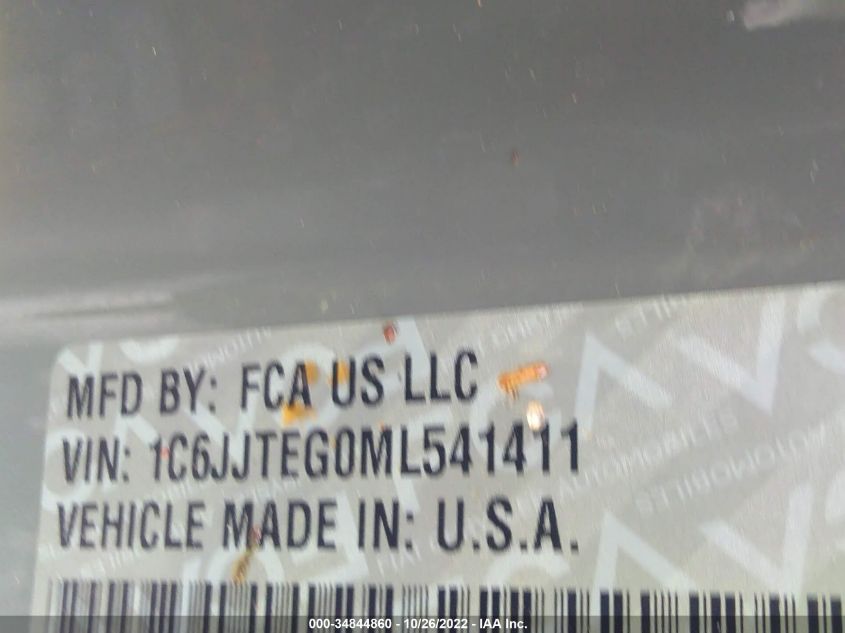 MFD BY: FCA US LLC
VIN: 1C6JJTEG0ML541411
VEHICLE MADE IN: U.S.A.
000-34844860 - 10/26/2022 - IAA Inc.